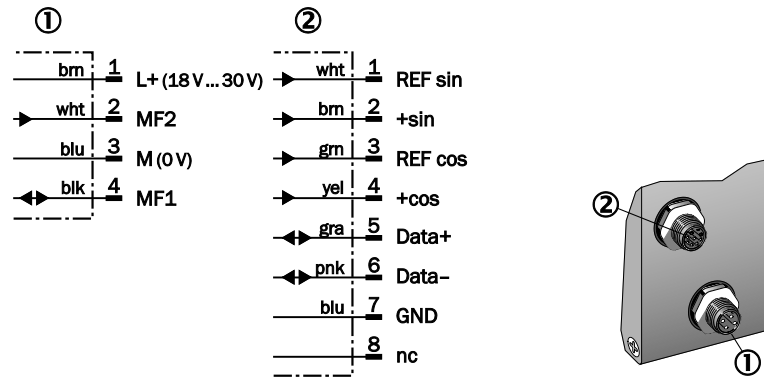 ① ②
brn 1 L+ (18 V... 30 V)
wht 2 MF2
blu 3 M (0 V)
blk 4 MF1
wht 1 REF sin
brn 2 +sin
grn 3 REF cos
yel 4 +cos
gra 5 Data+
pnk 6 Data–
blu 7 GND
8 nc
②
①